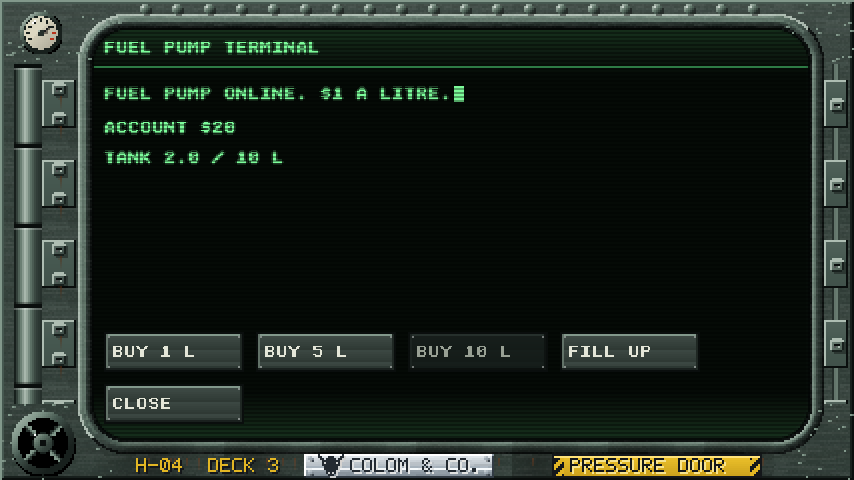 FUEL PUMP TERMINAL
FUEL PUMP ONLINE. $1 A LITRE.
ACCOUNT $20
TANK 2.0 / 10 L
BUY 1 L
BUY 5 L
BUY 10 L
FILL UP
CLOSE
H-04 DECK 3
COLOM & CO.
PRESSURE DOOR